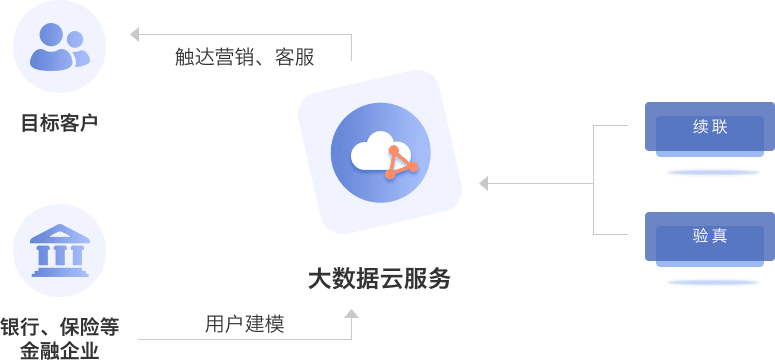 触达营销、客服
目标客户
续联
验真
大数据云服务
用户建模
银行、保险等
金融企业